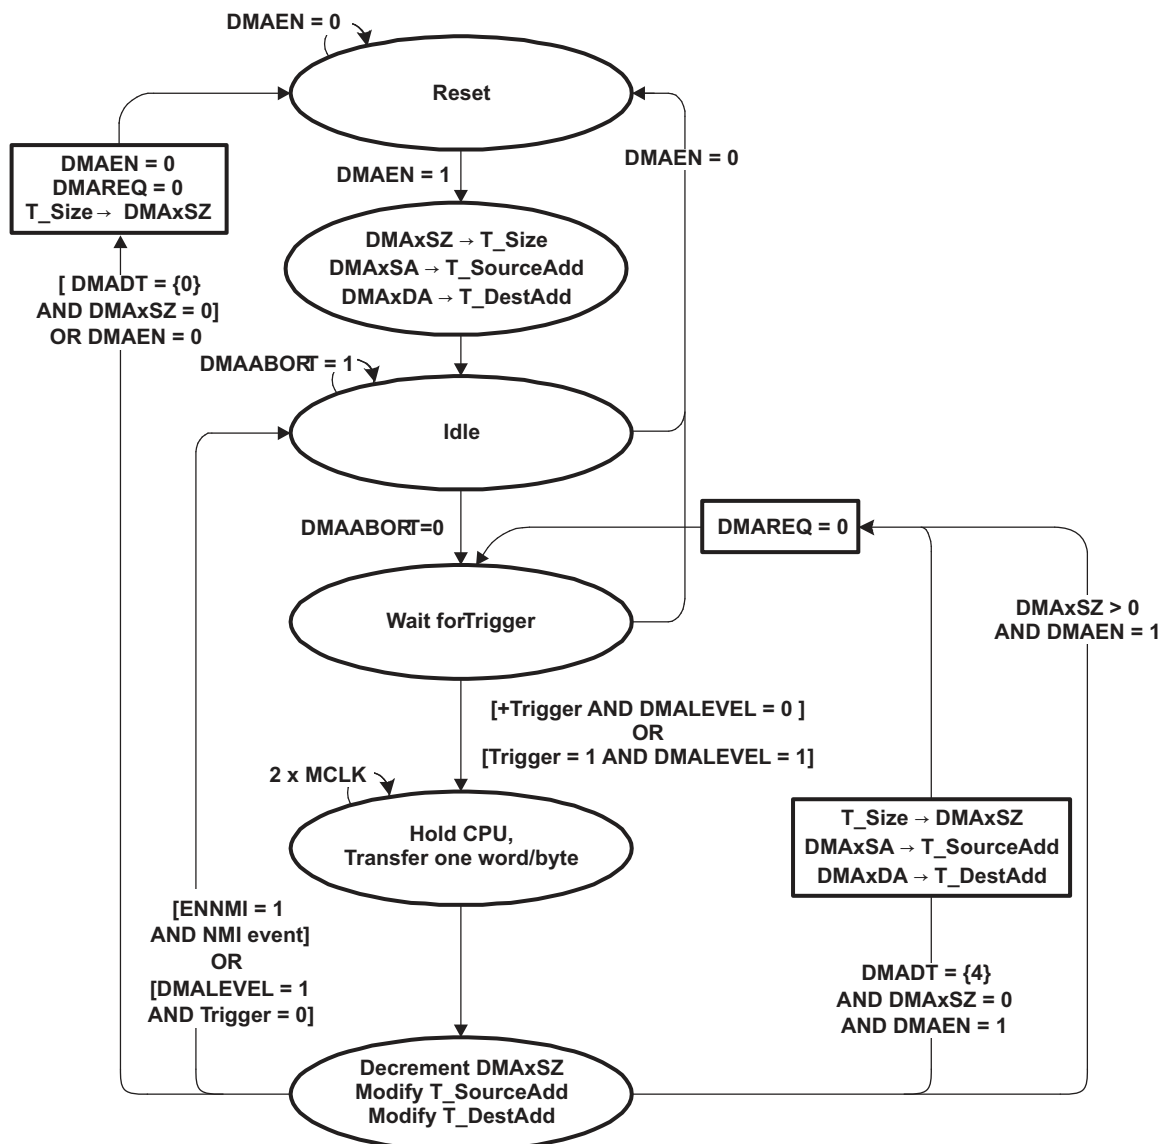 DMAEN = 0
Reset
DMAEN = 0
DMAREQ = 0
T_Size → DMAxSZ
DMAEN = 1
DMAEN = 0
DMAxSZ → T_Size
DMAxSA → T_SourceAdd
DMAxDA → T_DestAdd
[ DMADT = {0}
AND DMAxSZ = 0]
OR DMAEN = 0
DMAABORT = 1
Idle
DMAABORT=0
DMAREQ = 0
Wait forTrigger
DMAxSZ > 0
AND DMAEN = 1
[+Trigger AND DMALEVEL = 0 ]
OR
[Trigger = 1 AND DMALEVEL = 1]
2 x MCLK
Hold CPU,
Transfer one word/byte
T_Size → DMAxSZ
DMAxSA → T_SourceAdd
DMAxDA → T_DestAdd
[ENNMI = 1
AND NMI event]
OR
[DMALEVEL = 1
AND Trigger = 0]
DMADT = {4}
AND DMAxSZ = 0
AND DMAEN = 1
Decrement DMAxSZ
Modify T_SourceAdd
Modify T_DestAdd